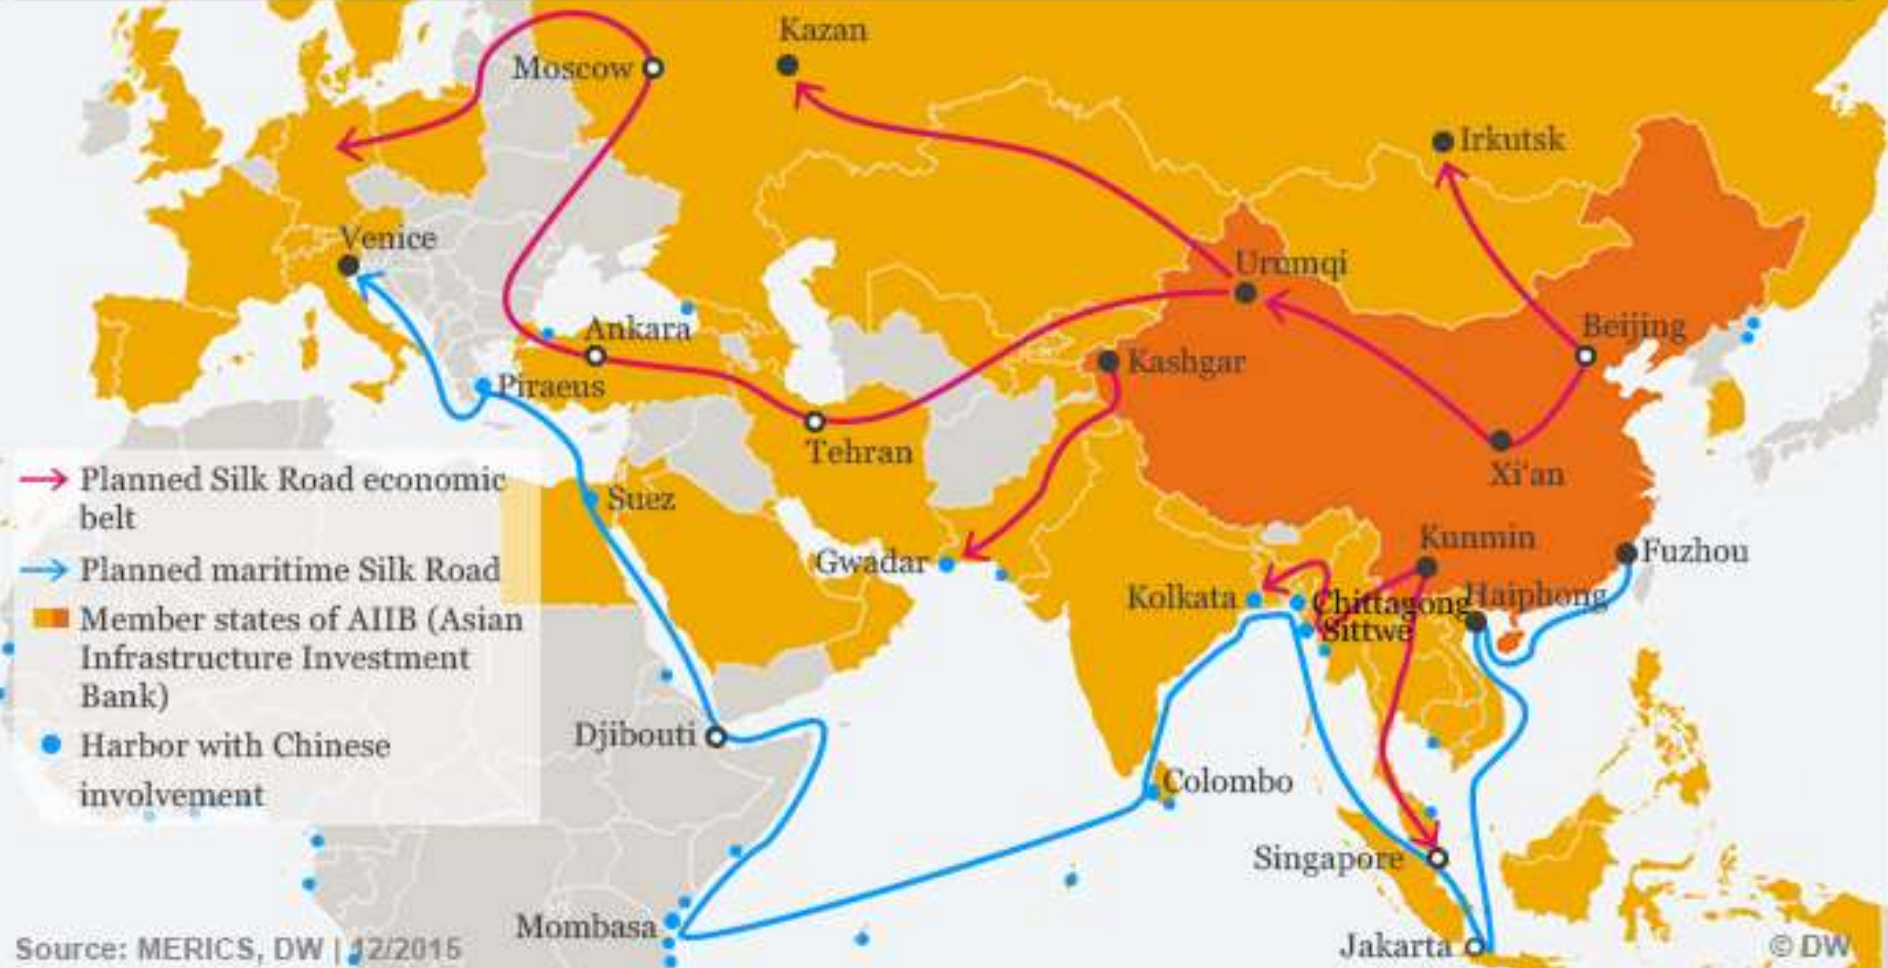 Kazan
Moscow
Irkutsk
Venice
Urumqi
Ankara
Beijing
Kashgar
Piraeus
Tehran
Xi'an
Planned Silk Road economic
belt
Suez
Kunmin
Fuzhou
Gwadar
Planned maritime Silk Road
Kolkata
Chittagong
Haiphong
Sittwe
Member states of AIIB (Asian
Infrastructure Investment
Bank)
Djibouti
Harbor with Chinese
involvement
Colombo
Singapore
Mombasa
Jakarta
Source: MERICS, DW | 12/2015
© DW